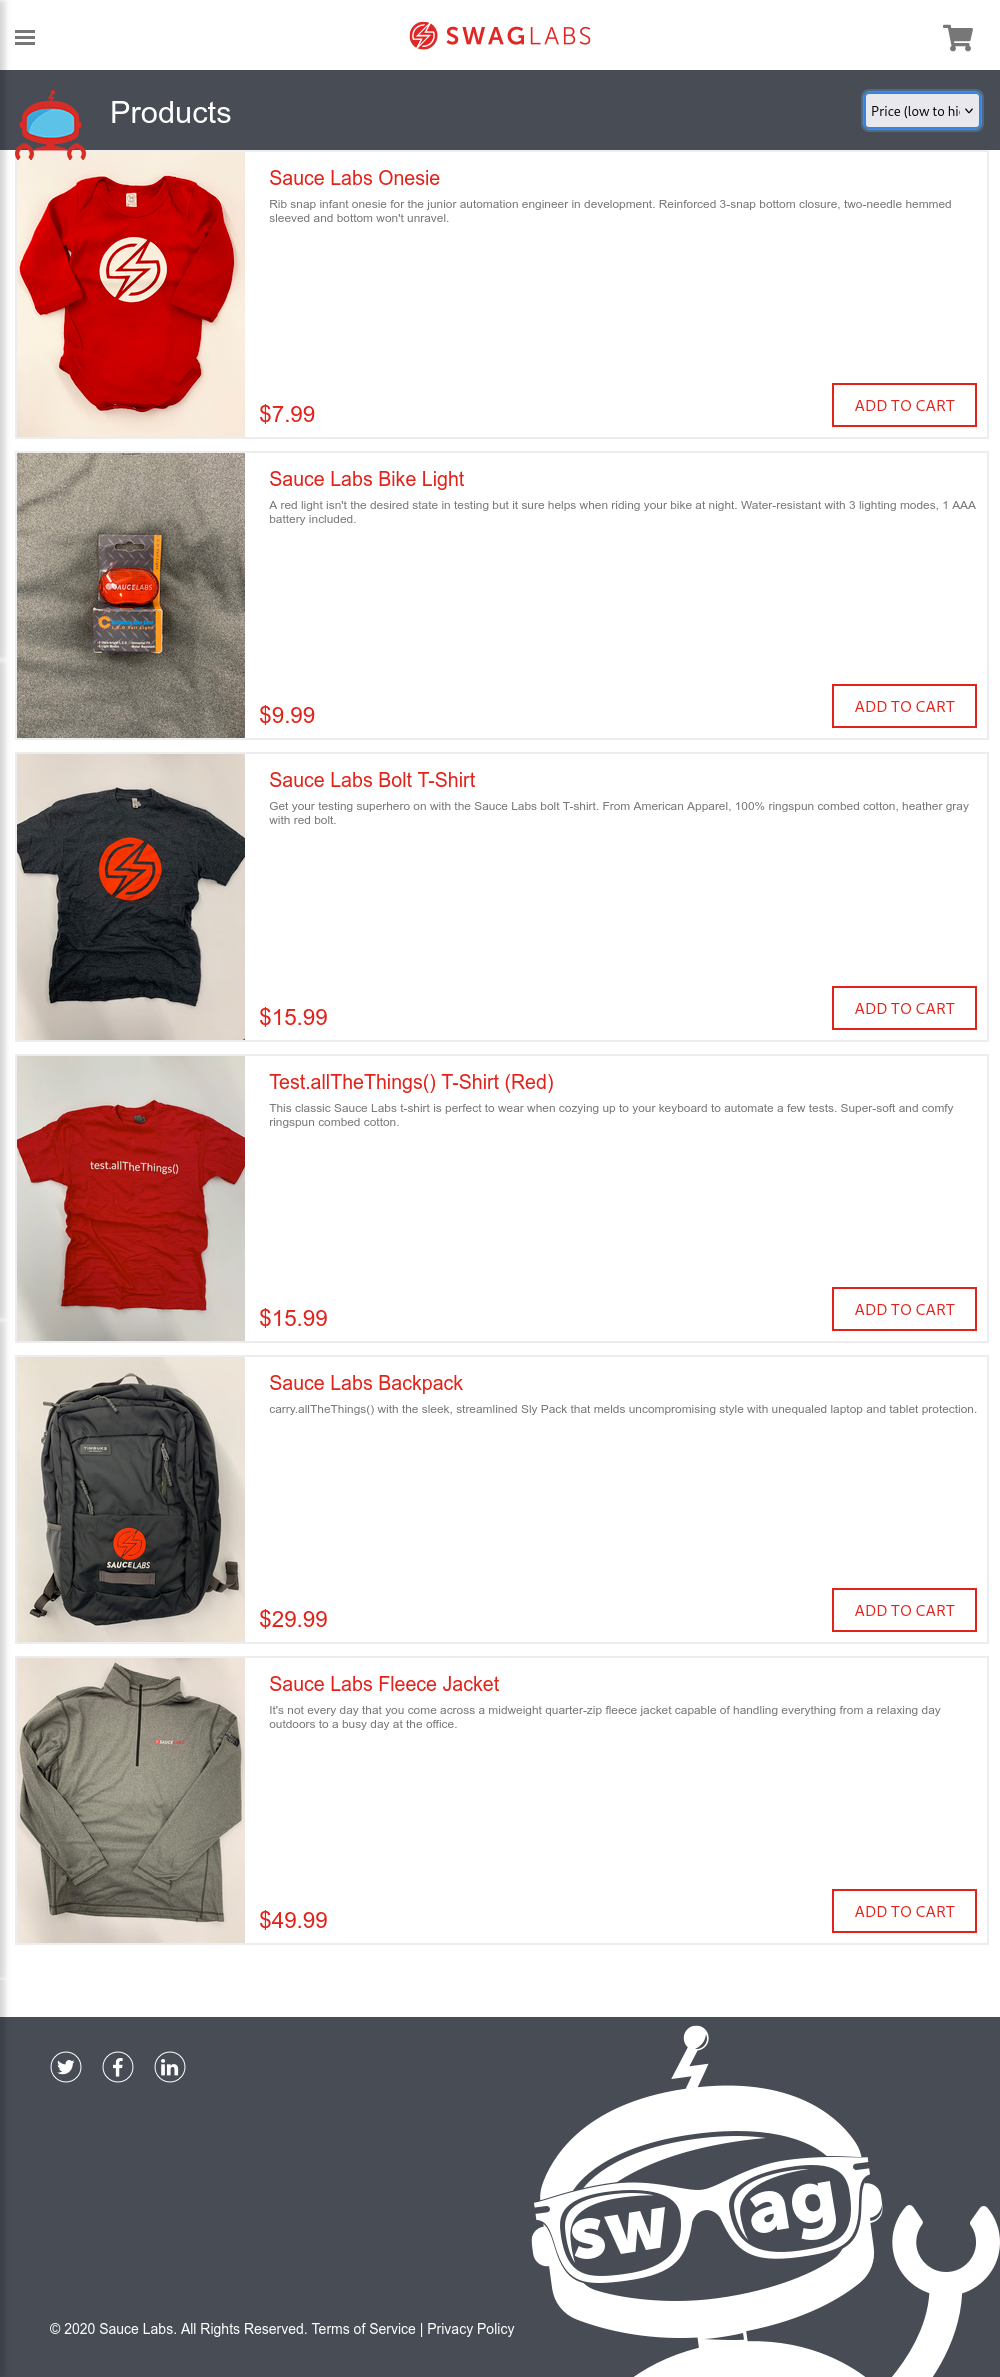 SWAGLABS
Products
Price (low to hi
Sauce Labs Onesie
Rib snap infant onesie for the junior automation engineer in development. Reinforced 3-snap bottom closure, two-needle hemmed
sleeved and bottom won't unravel.
$7.99
ADD TO CART
Sauce Labs Bike Light
A red light isn't the desired state in testing but it sure helps when riding your bike at night. Water-resistant with 3 lighting modes, 1 AAA
battery included.
SAUCELABS
$9.99
ADD TO CART
Sauce Labs Bolt T-Shirt
Get your testing superhero on with the Sauce Labs bolt T-shirt. From American Apparel, 100% ringspun combed cotton, heather gray
with red bolt.
$15.99
ADD TO CART
Test.allTheThings() T-Shirt (Red)
This classic Sauce Labs t-shirt is perfect to wear when cozying up to your keyboard to automate a few tests. Super-soft and comfy
ringspun combed cotton.
test.allTheThings()
$15.99
ADD TO CART
Sauce Labs Backpack
carry.allTheThings() with the sleek, streamlined Sly Pack that melds uncompromising style with unequaled laptop and tablet protection.
TIMBUK2
SAUCELABS
$29.99
ADD TO CART
Sauce Labs Fleece Jacket
It's not every day that you come across a midweight quarter-zip fleece jacket capable of handling everything from a relaxing day
outdoors to a busy day at the office.
SAUCE
$49.99
ADD TO CART
swag
© 2020 Sauce Labs. All Rights Reserved. Terms of Service | Privacy Policy